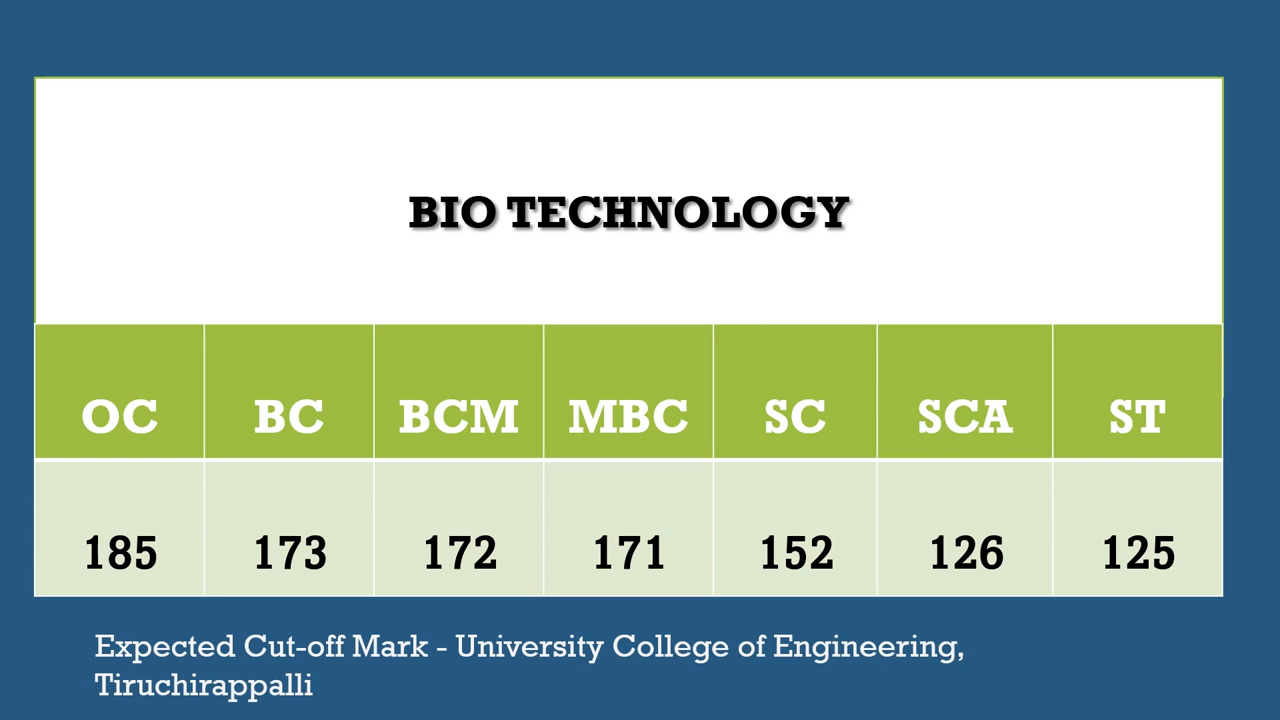 BIO TECHNOLOGY
OC BC BCM MBC SC SCA ST
185 173 172 171 152 126 125
Expected Cut-off Mark - University College of Engineering,
Tiruchirappalli